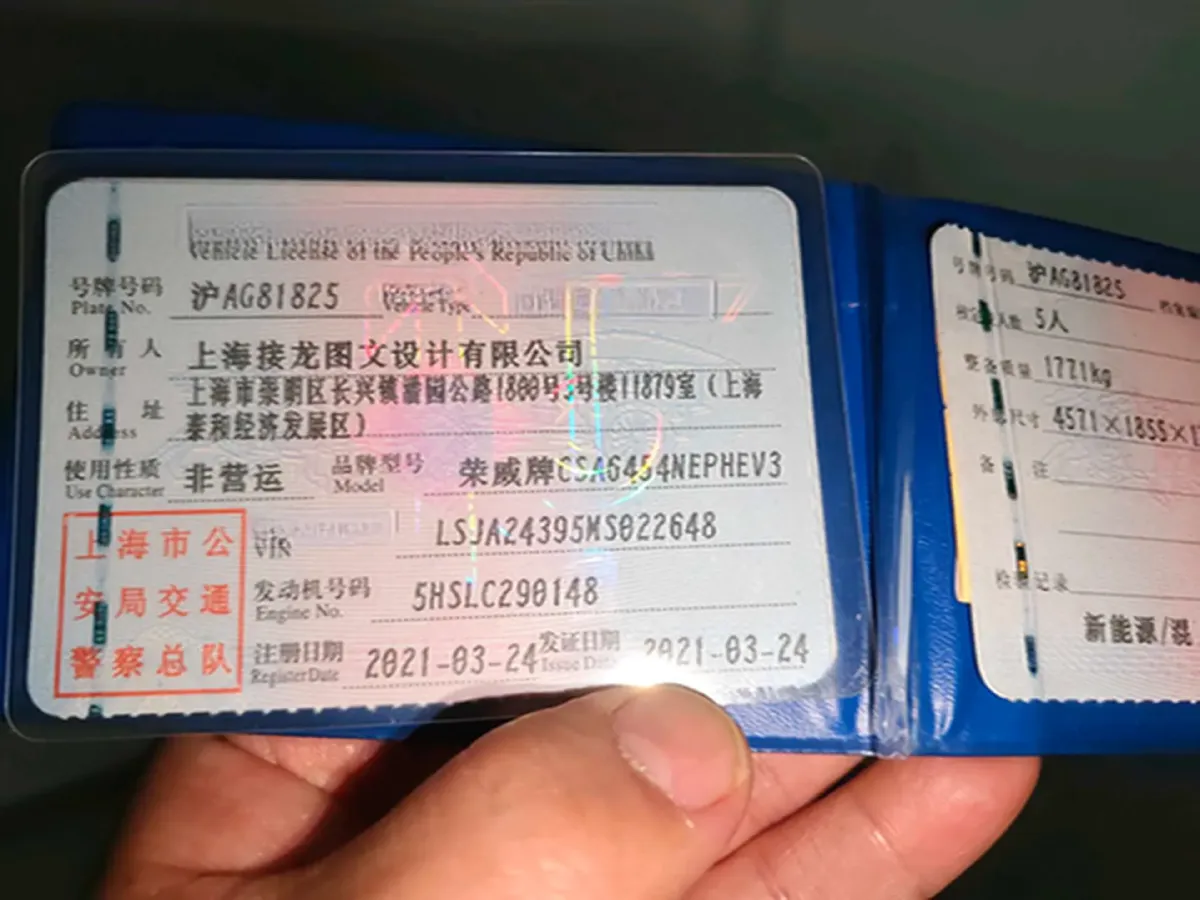 Vehicle License of the People's Republic of China
号牌号码 沪AG81825 Vehicle Type
Plate No.
所有人 上海接龙图文设计有限公司
Owner
住址 上海市崇明区长兴镇潘园公路1800号3号楼11879室（上海
Address 泰和经济发展区）
使用性质 非营运 品牌型号 荣威牌CSA6454NEPHEV3
Use Character Model
上海市公
安局交通
警察总队
VIN LSJA24395MS022648
发动机号码 5HSLC290148
Engine No.
注册日期 2021-03-24 发证日期 2021-03-24
Register Date Issue Date
号牌号码 沪AG81825
核定人数 5人
整备质量 1771kg
外廓尺寸 4571×1855×1
备注
检验记录
新能源/混